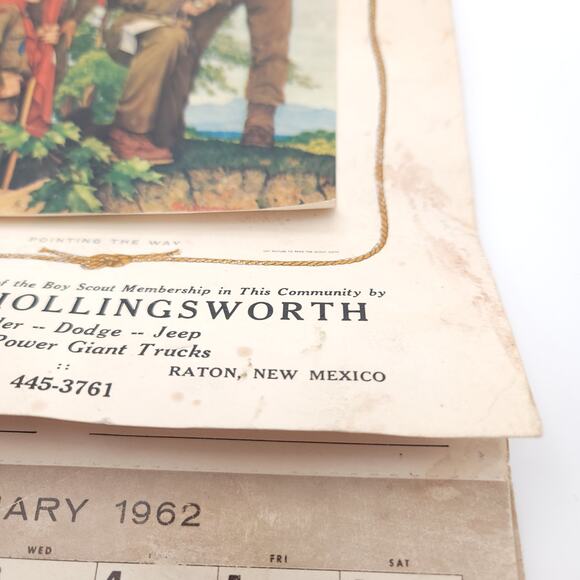 POINTING THE WAY
of the Boy Scout Membership in This Community by
HOLLINGSWORTH
ler -- Dodge -- Jeep
Power Giant Trucks
::
445-3761
RATON, NEW MEXICO
ARY 1962
WED
FRI
SAT